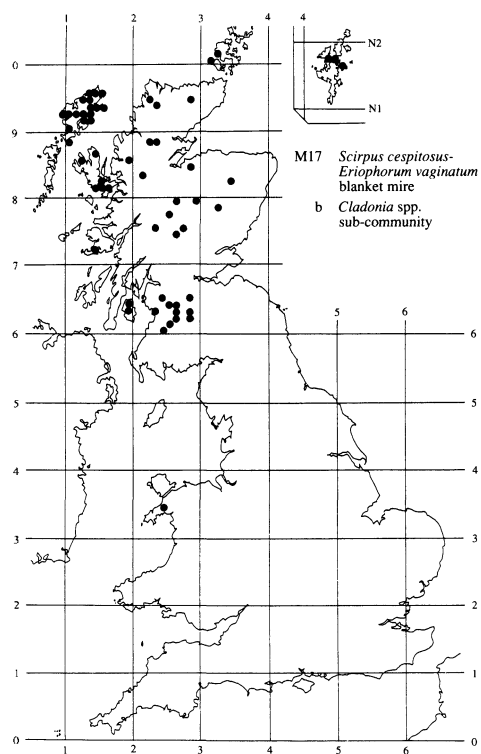 1 2 3 4
N2
N1
0 9 8 7 6 5 4 3 2 1 0
M17 Scirpus cespitosus-
Eriophorum vaginatum
blanket mire
b Cladonia spp.
sub-community
5 6
6 5 4 3 2 1 0
1 2 3 4 5 6